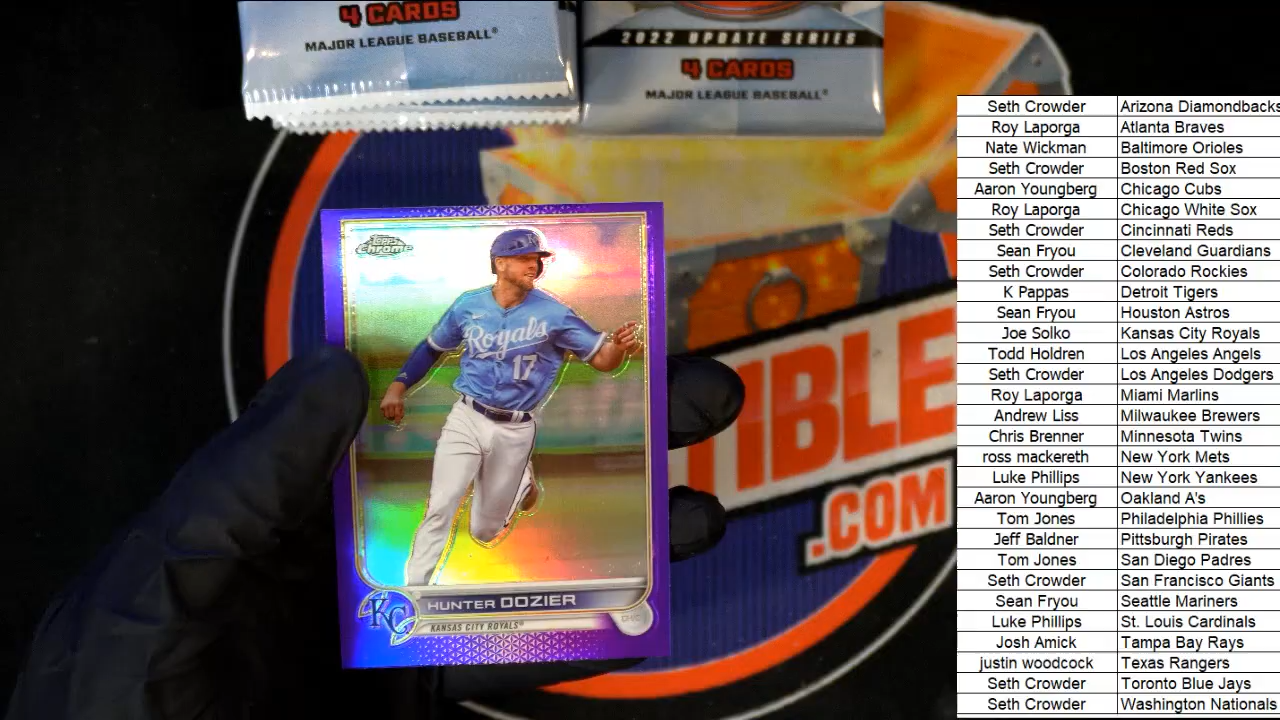 4 CARDS
MAJOR LEAGUE BASEBALL®
2022 UPDATE SERIES
4 CARDS
MAJOR LEAGUE BASEBALL®
Topps
Chrome
Royals
17
HUNTER DOZIER
KC
KANSAS CITY ROYALS®
TIBLE
.COM
Seth Crowder Arizona Diamondbacks
Roy Laporga Atlanta Braves
Nate Wickman Baltimore Orioles
Seth Crowder Boston Red Sox
Aaron Youngberg Chicago Cubs
Roy Laporga Chicago White Sox
Seth Crowder Cincinnati Reds
Sean Fryou Cleveland Guardians
Seth Crowder Colorado Rockies
K Pappas Detroit Tigers
Sean Fryou Houston Astros
Joe Solko Kansas City Royals
Todd Holdren Los Angeles Angels
Seth Crowder Los Angeles Dodgers
Roy Laporga Miami Marlins
Andrew Liss Milwaukee Brewers
Chris Brenner Minnesota Twins
ross mackereth New York Mets
Luke Phillips New York Yankees
Aaron Youngberg Oakland A's
Tom Jones Philadelphia Phillies
Jeff Baldner Pittsburgh Pirates
Tom Jones San Diego Padres
Seth Crowder San Francisco Giants
Sean Fryou Seattle Mariners
Luke Phillips St. Louis Cardinals
Josh Amick Tampa Bay Rays
justin woodcock Texas Rangers
Seth Crowder Toronto Blue Jays
Seth Crowder Washington Nationals